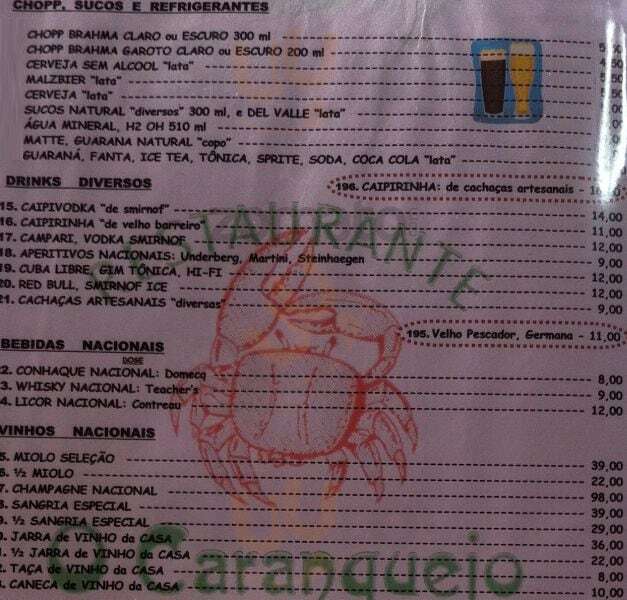 CHOPP, SUCOS E REFRIGERANTES
CHOPP BRAHMA CLARO ou ESCURO 300 ml
CHOPP BRAHMA GAROTO CLARO ou ESCURO 200 ml
CERVEJA SEM ALCOOL "lata"
MALZBIER "lata"
CERVEJA "lata"
SUCOS NATURAL "diversos" 300 ml, e DEL VALLE "lata"
ÁGUA MINERAL, H2 OH 510 ml
MATTE, GUARANA NATURAL "copo"
GUARANÁ, FANTA, ICE TEA, TÔNICA, SPRITE, SODA, COCA COLA "lata"
DRINKS DIVERSOS
196. CAIPIRINHA: de cachaças artesanais -
15. CAIPIVODKA "de smirnof" 14,00
16. CAIPIRINHA "de velho barreiro" 11,00
17. CAMPARI, VODKA SMIRNOF 12,00
18. APERITIVOS NACIONAIS: Underberg, Martini, Steinhaegen 9,00
19. CUBA LIBRE, GIM TÔNICA, HI-FI 12,00
20. RED BULL, SMIRNOF ICE 12,00
21. CACHAÇAS ARTESANAIS "diversas" 9,00
195. Velho Pescador, Germana - 11,00
BEBIDAS NACIONAIS
DOSE
2. CONHAQUE NACIONAL: Domecq 8,00
3. WHISKY NACIONAL: Teacher's 9,00
4. LICOR NACIONAL: Contreau 12,00
VINHOS NACIONAIS
5. MIOLO SELEÇÃO 39,00
6. ½ MIOLO 22,00
7. CHAMPAGNE NACIONAL 98,00
8. SANGRIA ESPECIAL 39,00
9. ½ SANGRIA ESPECIAL 29,00
0. JARRA de VINHO da CASA 36,00
1. ½ JARRA de VINHO da CASA 22,00
2. TAÇA de VINHO da CASA 8,00
3. CANECA de VINHO da CASA 10,00
RESTAURANTE
O Caranguejo